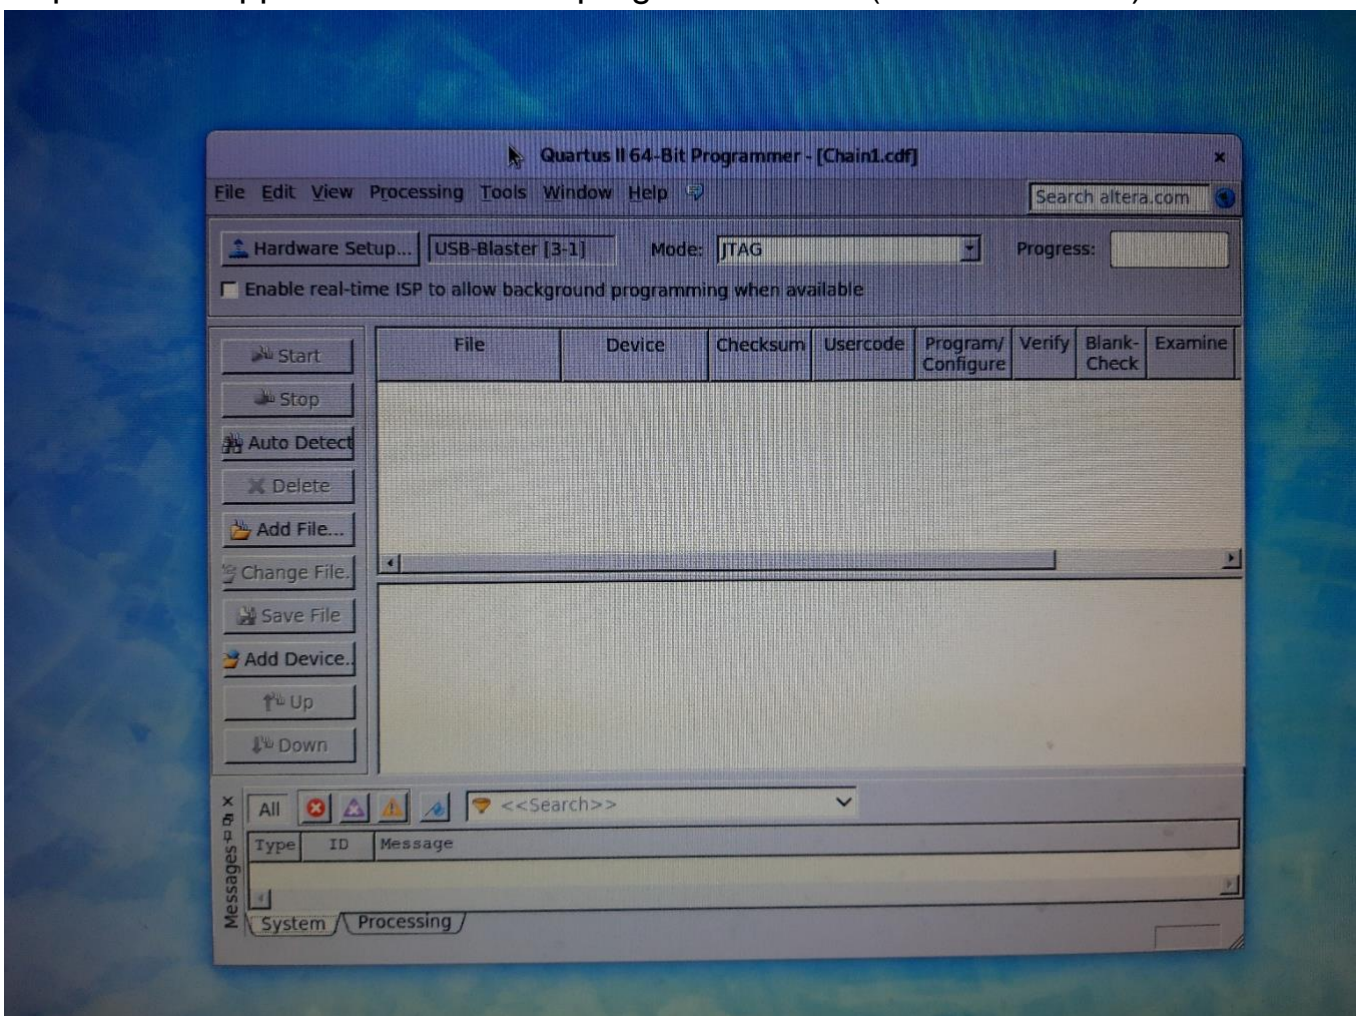 Quartus II 64-Bit Programmer - [Chain1.cdf]
File Edit View Processing Tools Window Help
Search altera.com
Hardware Setup... USB-Blaster [3-1] Mode: JTAG Progress:
Enable real-time ISP to allow background programming when available
File Device Checksum Usercode Program/ Verify Blank- Examine
Configure Check
Start
Stop
Auto Detect
Delete
Add File...
Change File.
Save File
Add Device..
Up
Down
Messages
All <<Search>>
Type ID Message
System Processing